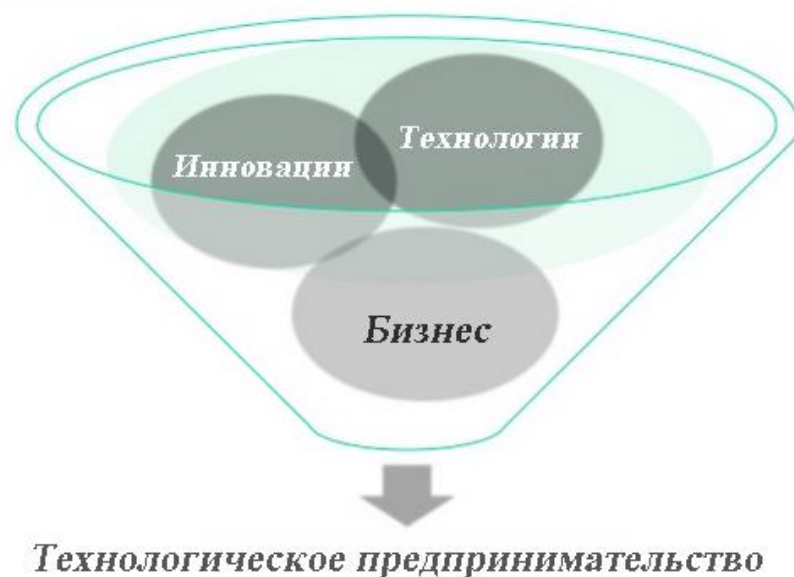 Технологии
Инновации
Бизнес
Технологическое предпринимательство